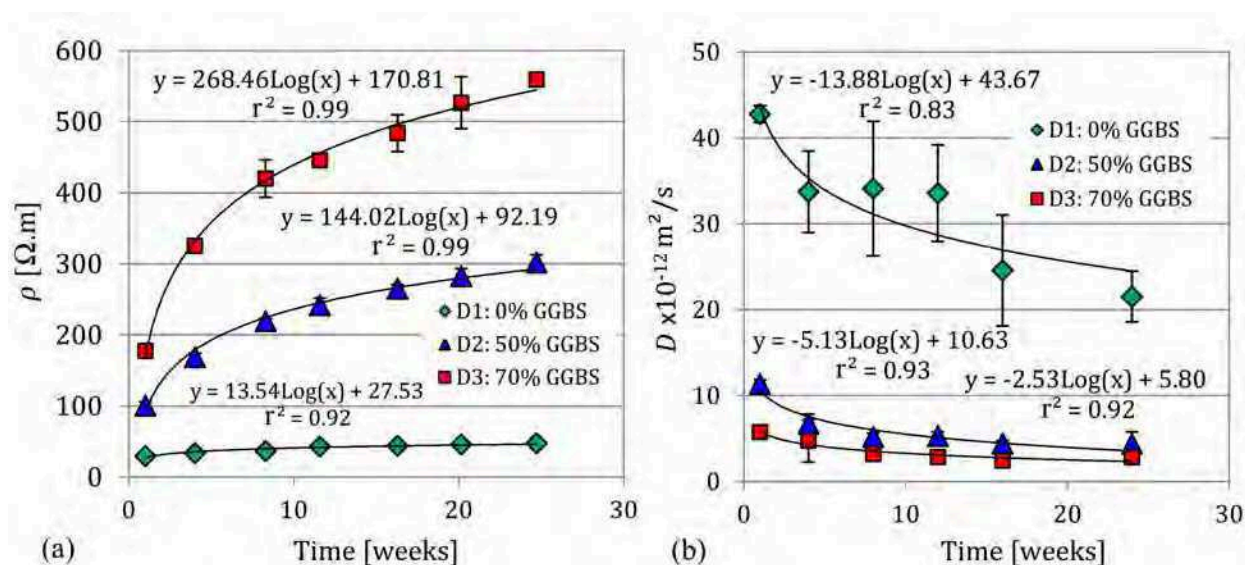 600
500
400
300
200
100
0
ρ [Ω.m]
y = 268.46Log(x) + 170.81
r² = 0.99
y = 144.02Log(x) + 92.19
r² = 0.99
D1: 0% GGBS
D2: 50% GGBS
D3: 70% GGBS
y = 13.54Log(x) + 27.53
r² = 0.92
0 10 20 30
(a) Time [weeks]
50
40
30
20
10
0
D x10⁻¹² m²/s
y = -13.88Log(x) + 43.67
r² = 0.83
D1: 0% GGBS
D2: 50% GGBS
D3: 70% GGBS
y = -5.13Log(x) + 10.63
r² = 0.93
y = -2.53Log(x) + 5.80
r² = 0.92
0 10 20 30
(b) Time [weeks]